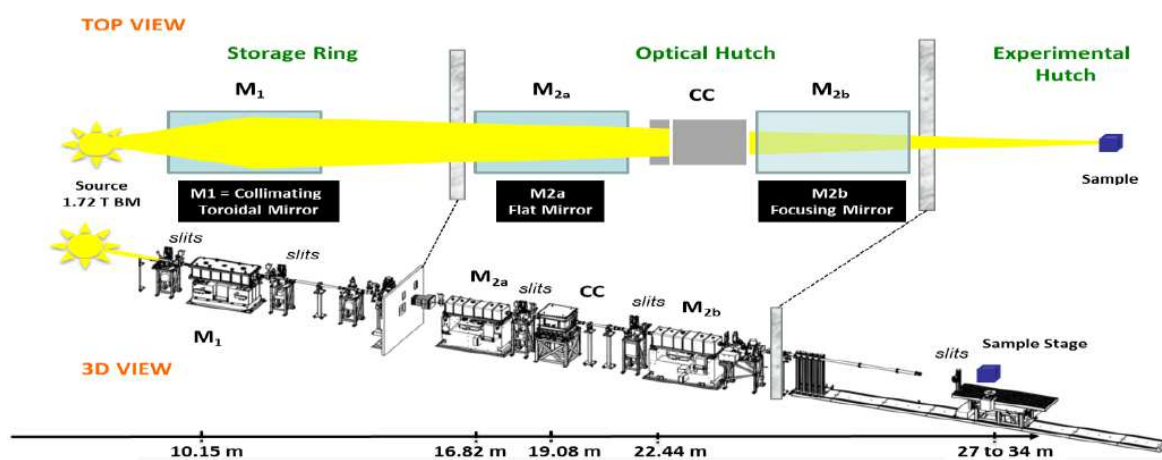 TOP VIEW
Storage Ring
Optical Hutch
Experimental
Hutch
M1
M2a
CC
M2b
Source
1.72 T BM
M1 = Collimating
Toroidal Mirror
M2a
Flat Mirror
M2b
Focusing Mirror
Sample
slits
slits
M2a
slits
CC
slits
M2b
M1
slits
Sample Stage
3D VIEW
10.15 m
16.82 m
19.08 m
22.44 m
27 to 34 m